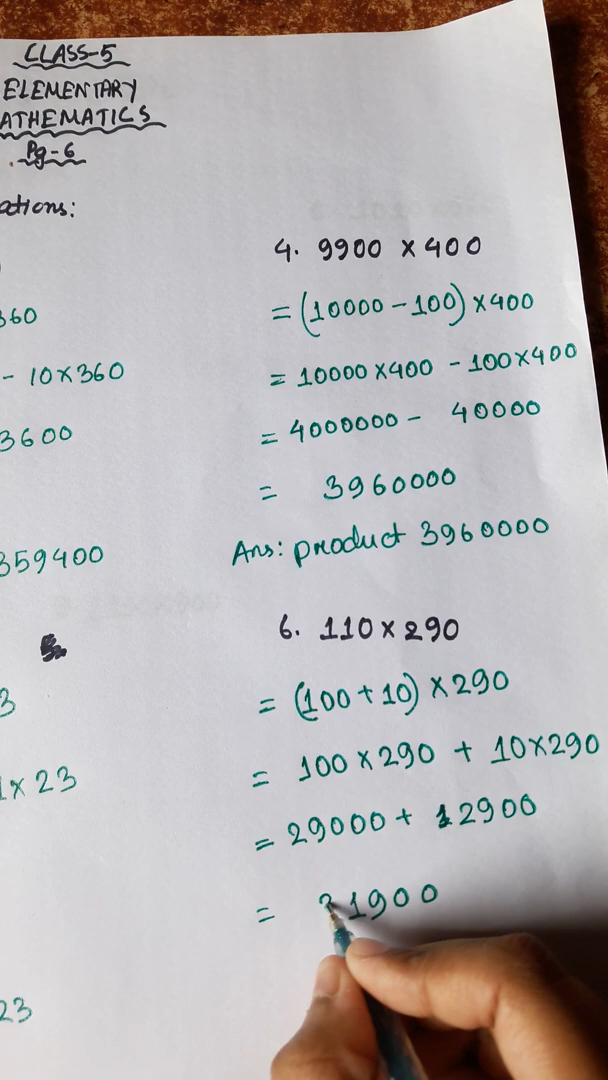 CLASS-5
ELEMENTARY
ATHEMATICS
Pg-6
ations:
360
- 10×360
3600
359400
3
1×23
23
4. 9900 ×400
=(10000-100)×400
= 10000×400 - 100×400
= 4000000 - 40000
= 3960000
Ans: product 3960000
6. 110×290
= (100+10)×290
= 100×290 + 10×290
= 29000+ 2900
= 31900